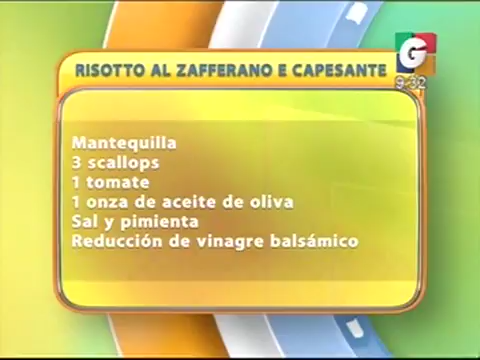 RISOTTO AL ZAFFERANO E CAPESANTE
G
9:32
Mantequilla
3 scallops
1 tomate
1 onza de aceite de oliva
Sal y pimienta
Reducción de vinagre balsámico